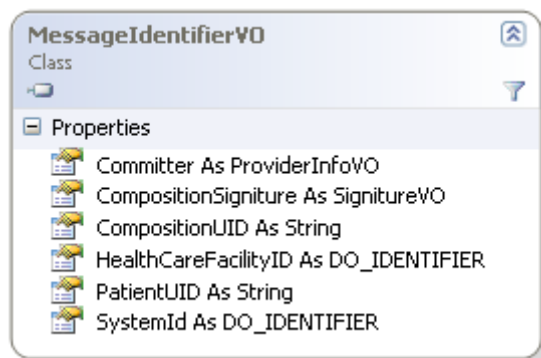 MessageIdentifierVO
Class
Properties
Committer As ProviderInfoVO
CompositionSigniture As SignitureVO
CompositionUID As String
HealthCareFacilityID As DO_IDENTIFIER
PatientUID As String
SystemId As DO_IDENTIFIER